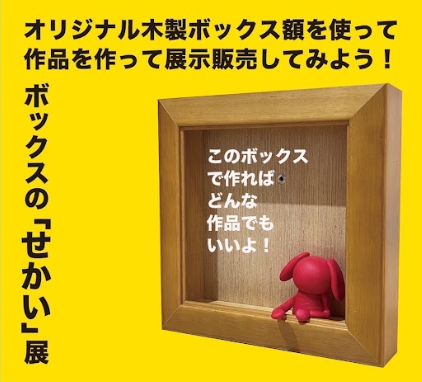 オリジナル木製ボックス額を使って
作品を作って展示販売してみよう！
ボックスの「せかい」展
このボックス
で作れば
どんな
作品でも
いいよ！